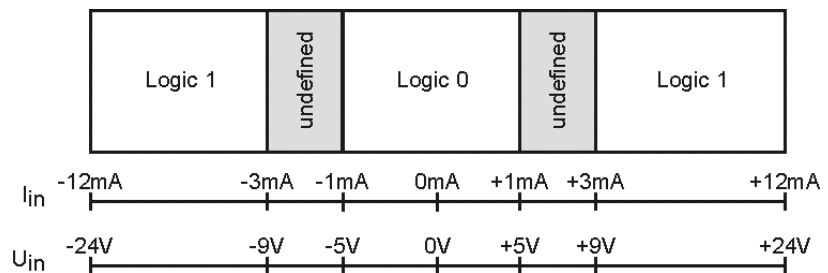 Logic 1 undefined Logic 0 undefined Logic 1
-12mA -3mA -1mA 0mA +1mA +3mA +12mA
Iin
-24V -9V -5V 0V +5V +9V +24V
Uin